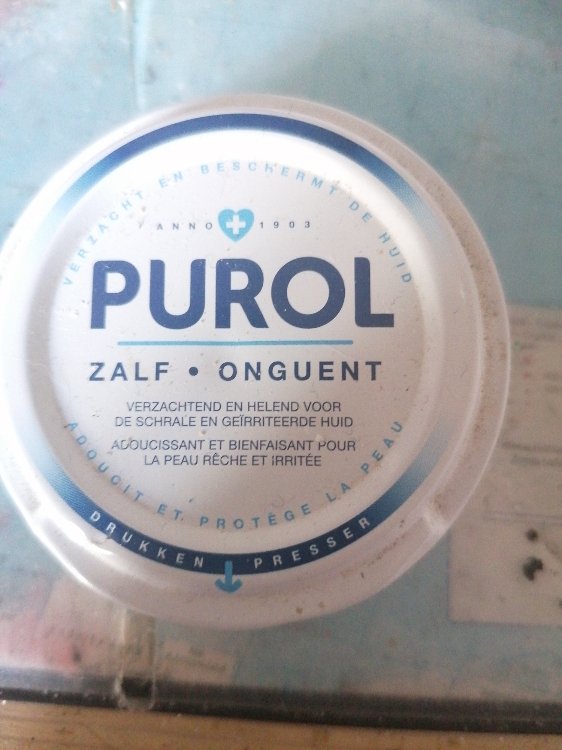 VERZACHT EN BESCHERMT DE HUID
ANNO 1903
PUROL
ZALF • ONGUENT
VERZACHTEND EN HELEND VOOR
DE SCHRALE EN GEÏRRITEERDE HUID
ADOUCISSANT ET BIENFAISANT POUR
LA PEAU RÊCHE ET IRRITÉE
ADOUCIT ET PROTÈGE LA PEAU
DRUKKEN PRESSER